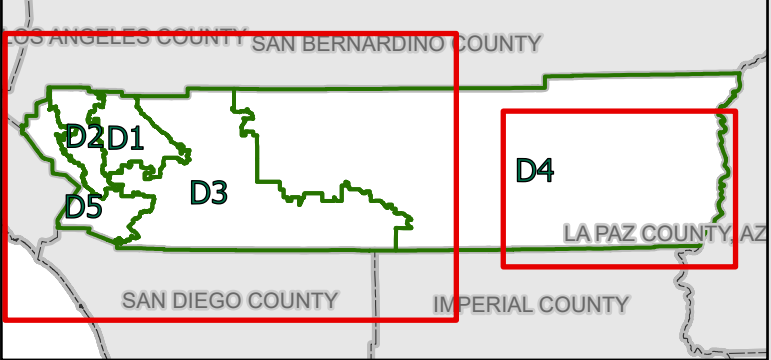 LOS ANGELES COUNTY
SAN BERNARDINO COUNTY
D2
D1
D4
D3
D5
LA PAZ COUNTY, AZ
SAN DIEGO COUNTY
IMPERIAL COUNTY